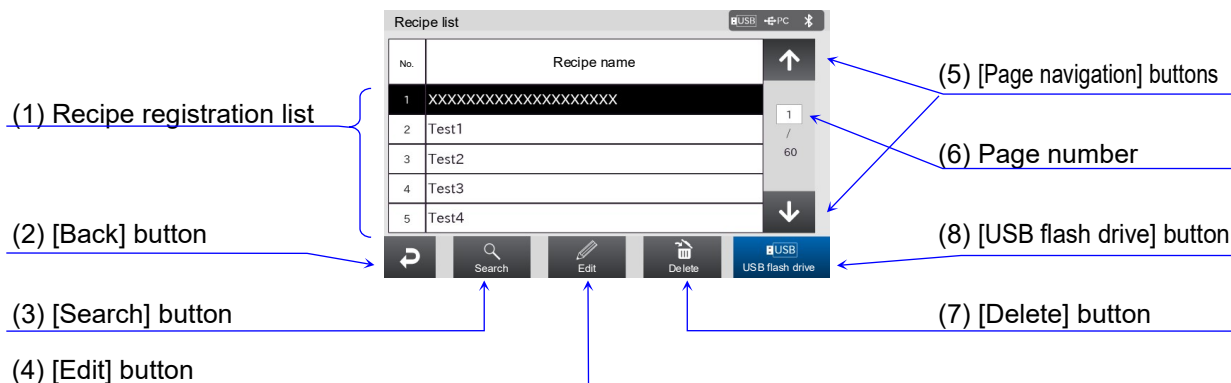 Recipe list
USB PC
No. Recipe name
1 XXXXXXXXXXXXXXXXXXXX
2 Test1
3 Test2
4 Test3
5 Test4
1
/
60
Search
Edit
Delete
USB
USB flash drive
(1) Recipe registration list
(2) [Back] button
(3) [Search] button
(4) [Edit] button
(5) [Page navigation] buttons
(6) Page number
(8) [USB flash drive] button
(7) [Delete] button